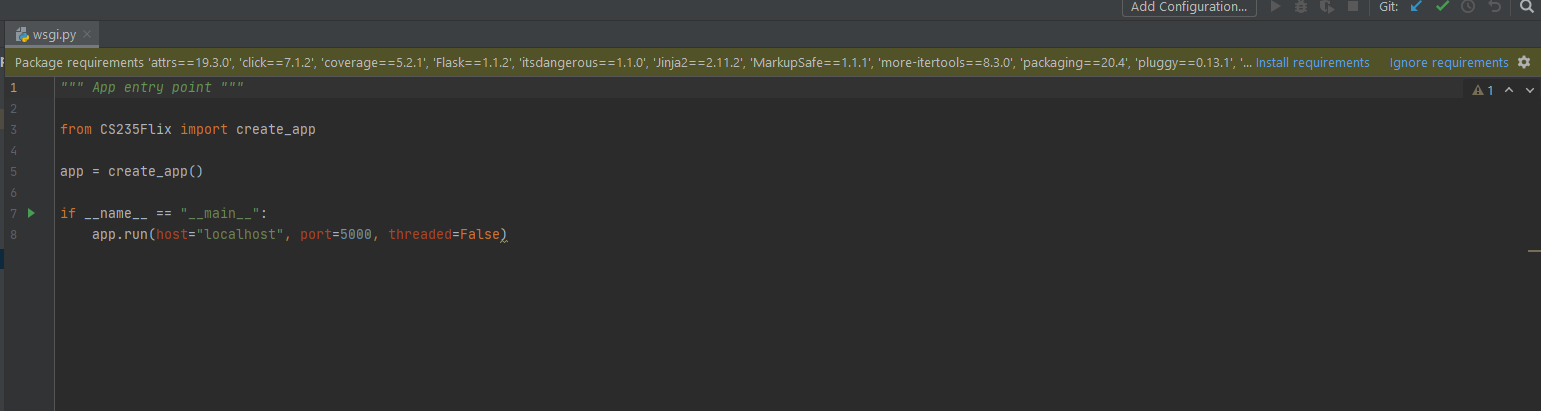 Add Configuration... Git:
wsgi.py
Package requirements 'attrs==19.3.0', 'click==7.1.2', 'coverage==5.2.1', 'Flask==1.1.2', 'itsdangerous==1.1.0', 'Jinja2==2.11.2', 'MarkupSafe==1.1.1', 'more-itertools==8.3.0', 'packaging==20.4', 'pluggy==0.13.1', '... Install requirements Ignore requirements
1 """ App entry point """ 1
2
3 from CS235Flix import create_app
4
5 app = create_app()
6
7 if __name__ == "__main__":
8 app.run(host="localhost", port=5000, threaded=False)